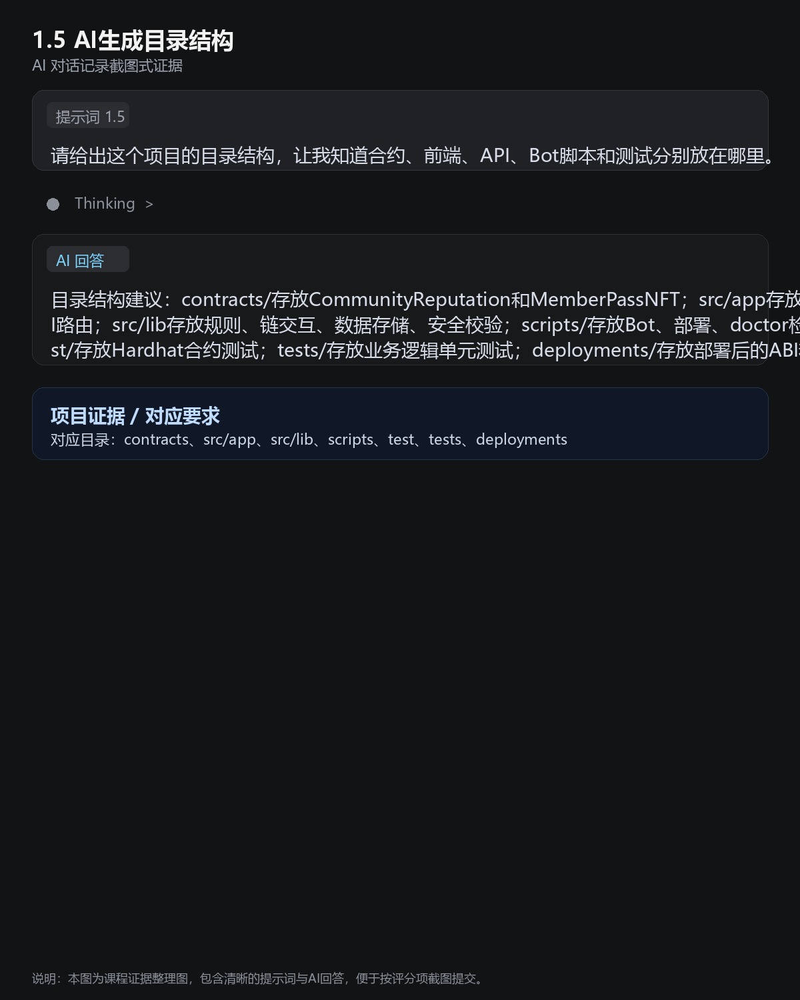 1.5 AI生成目录结构
AI 对话记录截图式证据
提示词 1.5
请给出这个项目的目录结构，让我知道合约、前端、API、Bot脚本和测试分别放在哪里。
Thinking >
AI 回答
目录结构建议：contracts/存放CommunityReputation和MemberPassNFT；src/app存放
I路由；src/lib存放规则、链交互、数据存储、安全校验；scripts/存放Bot、部署、doctor检
st/存放Hardhat合约测试；tests/存放业务逻辑单元测试；deployments/存放部署后的ABI
项目证据 / 对应要求
对应目录：contracts、src/app、src/lib、scripts、test、tests、deployments
说明：本图为课程证据整理图，包含清晰的提示词与AI回答，便于按评分项截图提交。